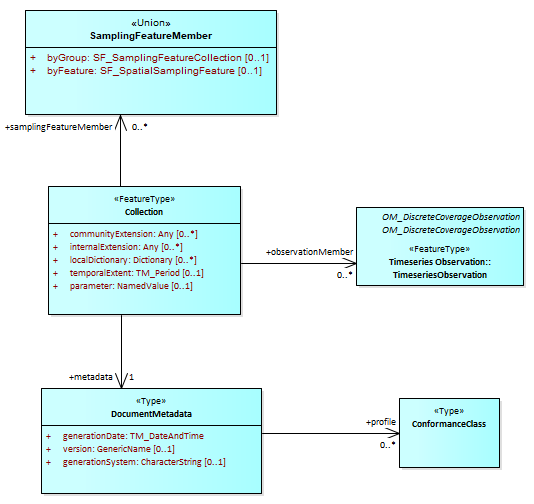 «Union»
SamplingFeatureMember
+ byGroup: SF_SamplingFeatureCollection [0..1]
+ byFeature: SF_SpatialSamplingFeature [0..1]
+samplingFeatureMember 0..*
«FeatureType»
Collection
+ communityExtension: Any [0..*]
+ internalExtension: Any [0..*]
+ localDictionary: Dictionary [0..*]
+ temporalExtent: TM_Period [0..1]
+ parameter: NamedValue [0..1]
+observationMember
0..*
OM_DiscreteCoverageObservation
OM_DiscreteCoverageObservation
«FeatureType»
Timeseries Observation::
TimeseriesObservation
+metadata 1
«Type»
DocumentMetadata
+ generationDate: TM_DateAndTime
+ version: GenericName [0..1]
+ generationSystem: CharacterString [0..1]
+profile
0..*
«Type»
ConformanceClass